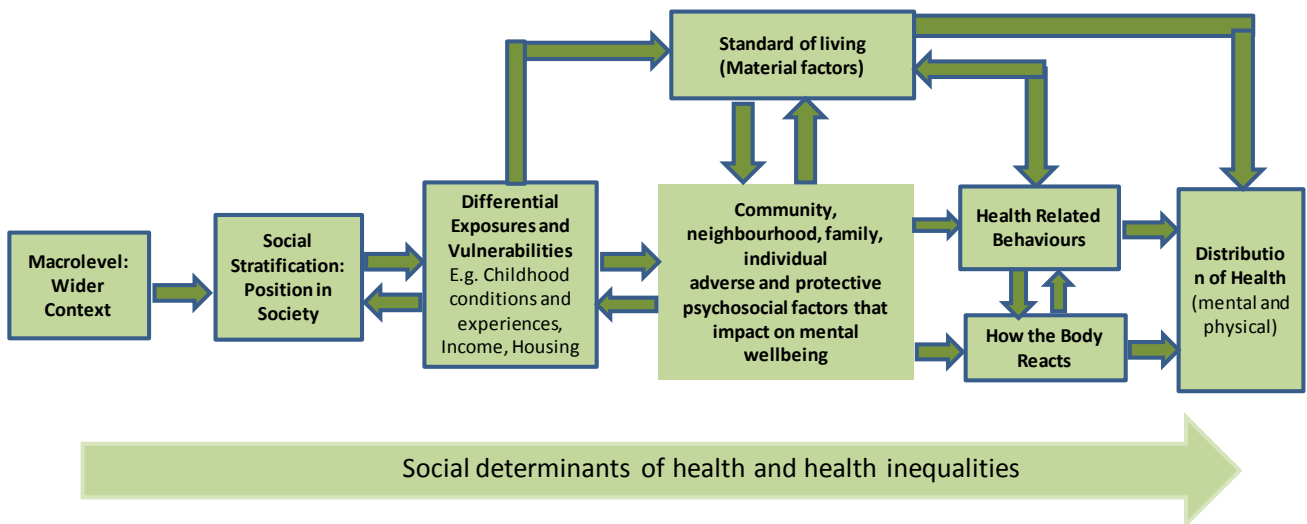 Standard of living
(Material factors)
Macrolevel:
Wider
Context
Social
Stratification:
Position in
Society
Differential
Exposures and
Vulnerabilities
E.g. Childhood
conditions and
experiences,
Income, Housing
Community,
neighbourhood, family,
individual
adverse and protective
psychosocial factors that
impact on mental
wellbeing
Health Related
Behaviours
How the Body
Reacts
Distributio
n of Health
(mental and
physical)
Social determinants of health and health inequalities